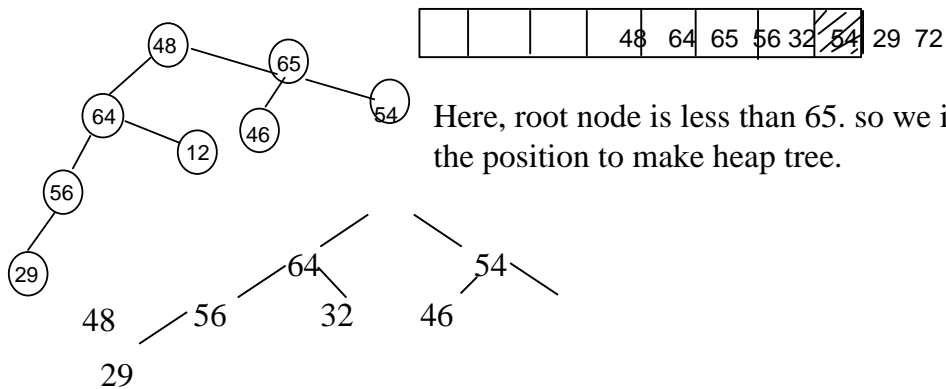 48 64 65 56 32 54 29 72
48
65
64
54
46
12
56
29
Here, root node is less than 65. so we i
the position to make heap tree.
64 54
48 56 32 46
29